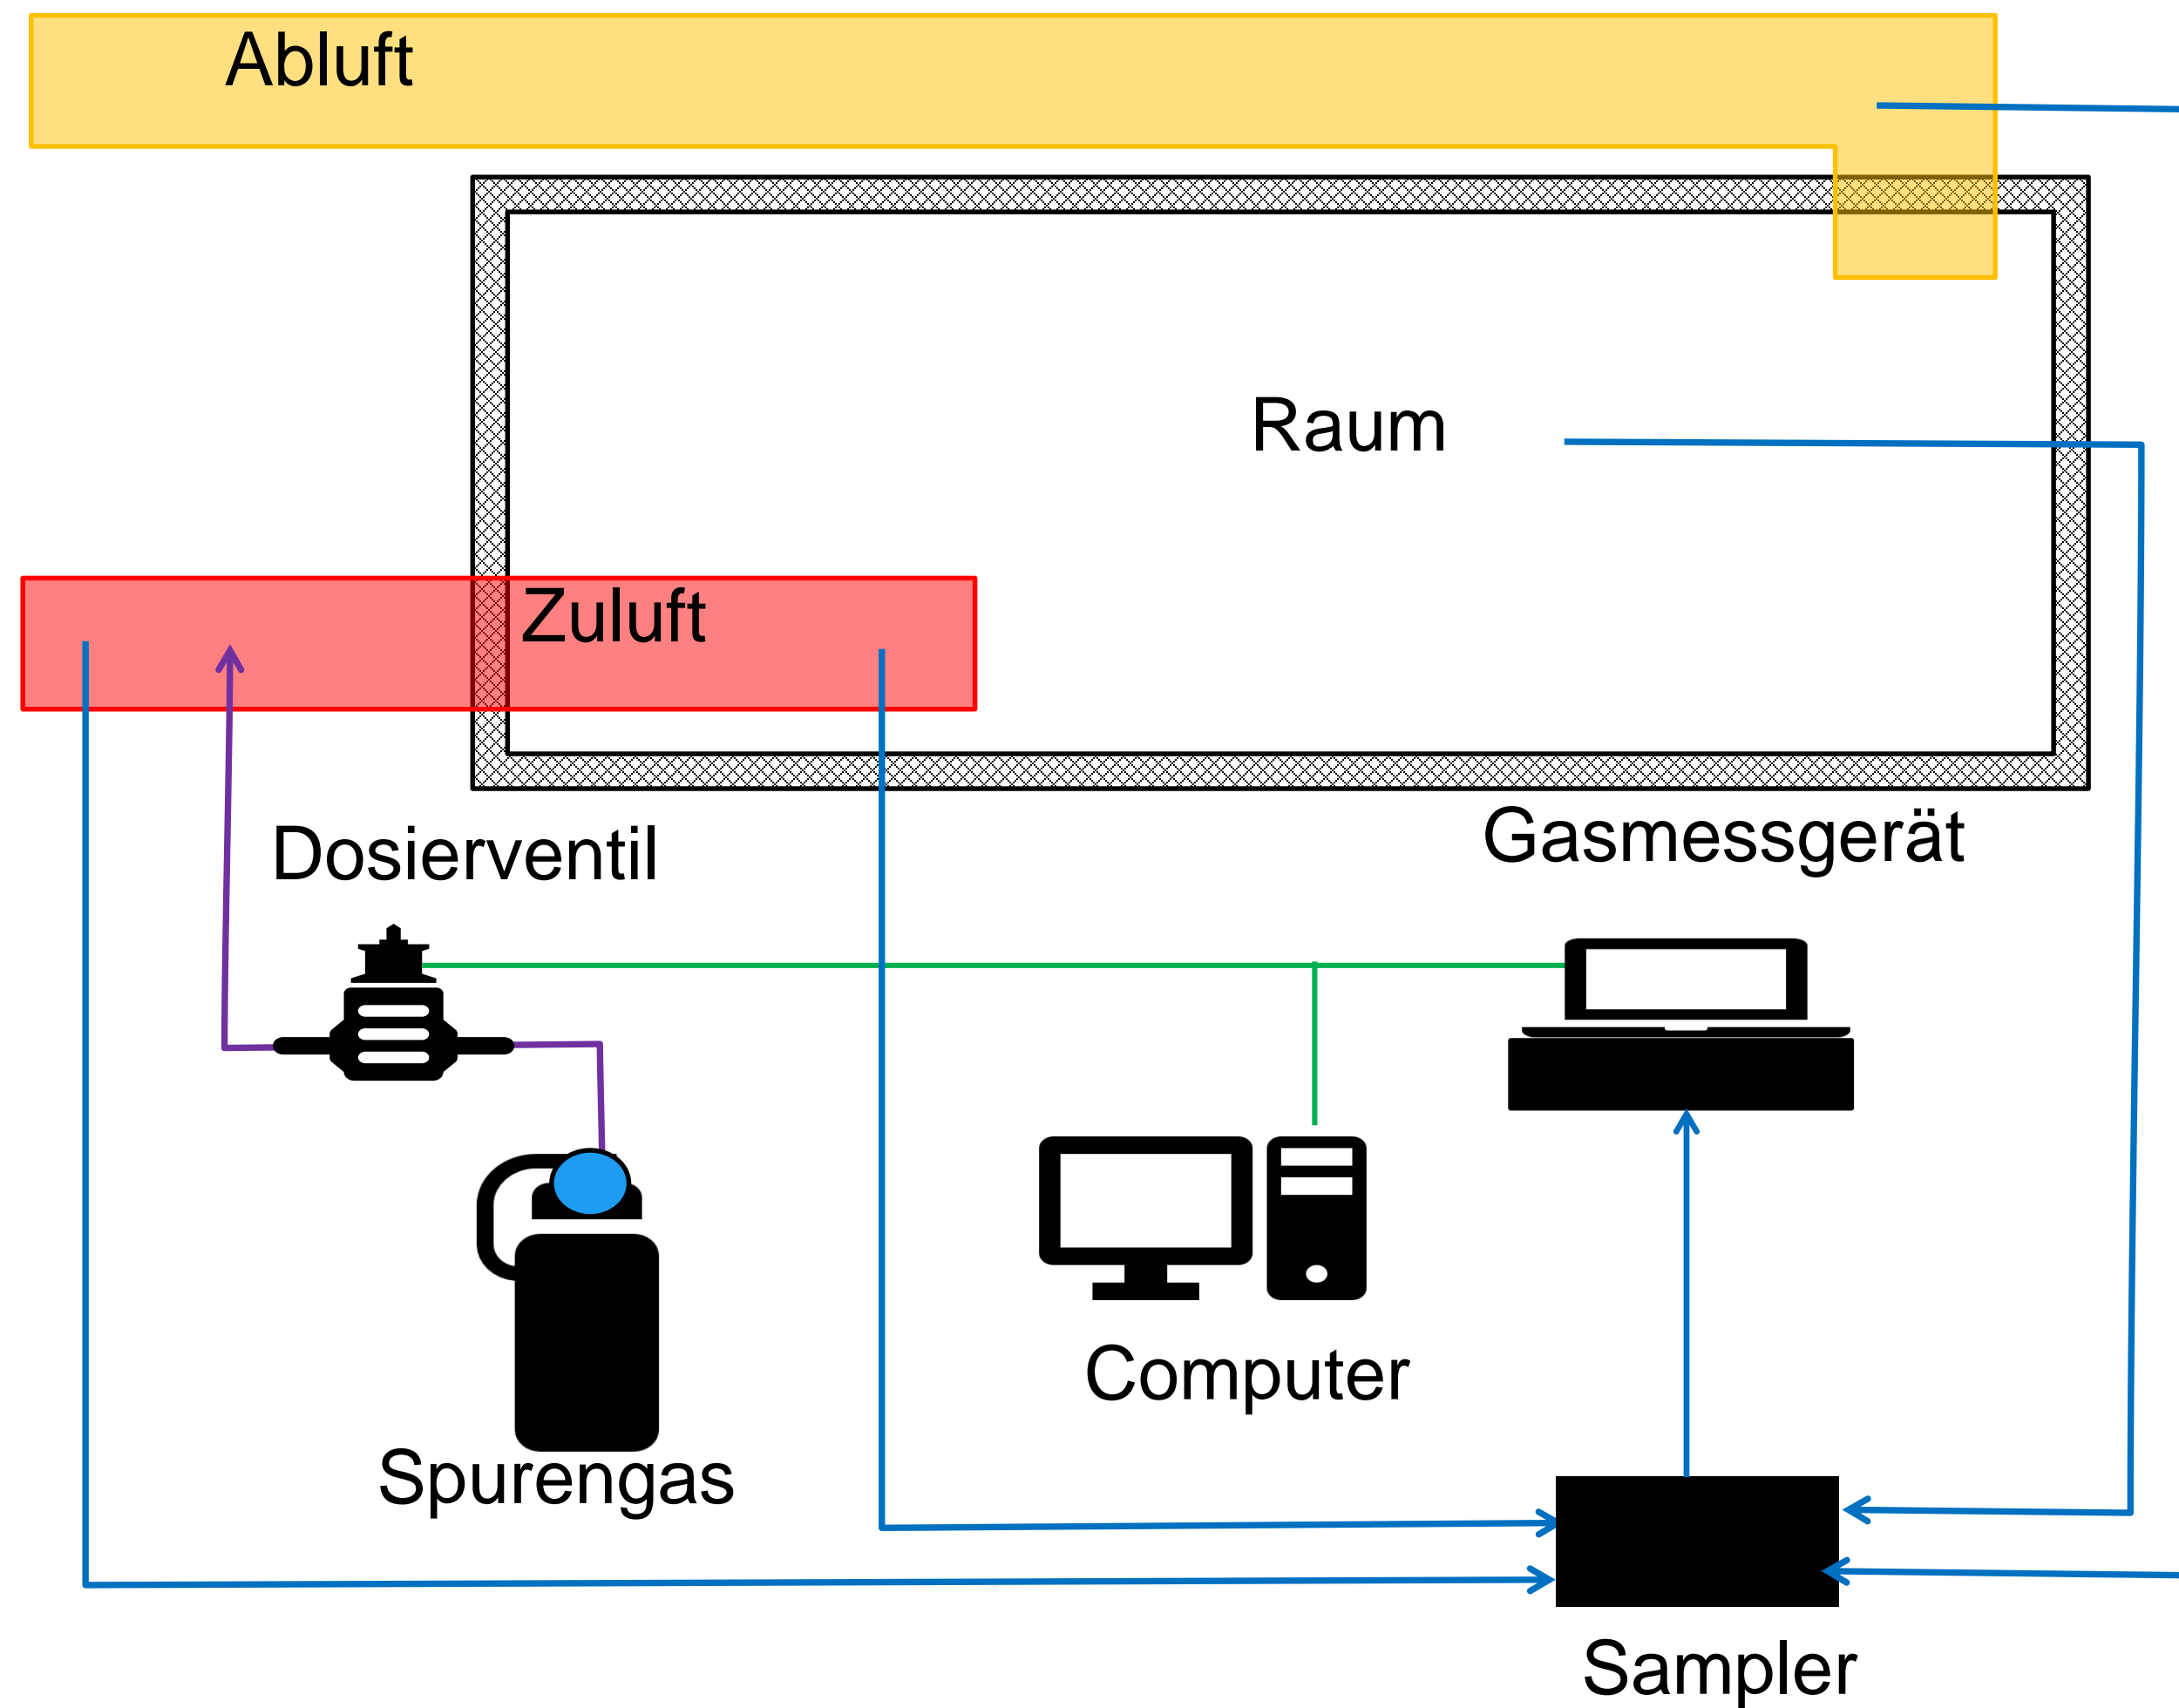 Abluft
Raum
Zuluft
Dosierventil
Gasmessgerät
Computer
Spurengas
Sampler